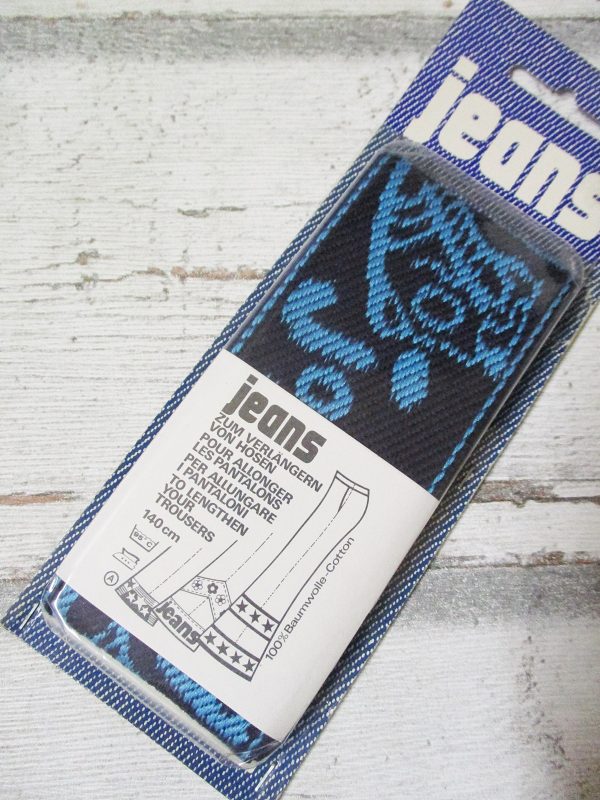 jeans
jeans
ZUM VERLÄNGERN
VON HOSEN
POUR ALLONGER
LES PANTALONS
PER ALLUNGARE
I PANTALONI
TO LENGTHEN
YOUR
TROUSERS
140 cm
95°C
A
jeans
100% Baumwolle-Cotton